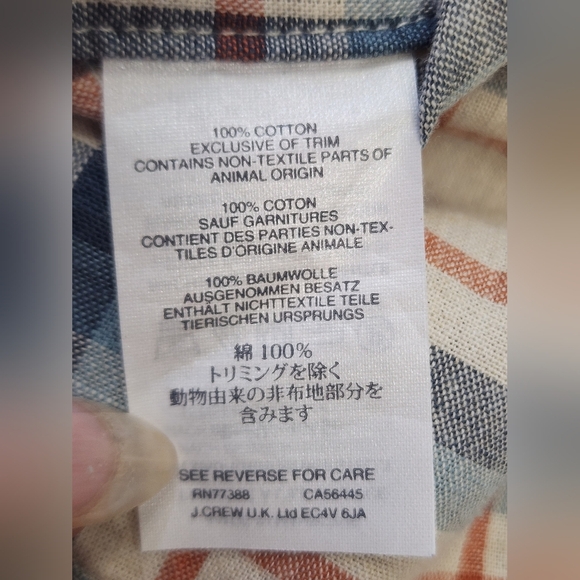 100% COTTON
EXCLUSIVE OF TRIM
CONTAINS NON-TEXTILE PARTS OF
ANIMAL ORIGIN
100% COTON
SAUF GARNITURES
CONTIENT DES PARTIES NON-TEX-
TILES D'ORIGINE ANIMALE
100% BAUMWOLLE
AUSGENOMMEN BESATZ
ENTHÄLT NICHTTEXTILE TEILE
TIERISCHEN URSPRUNGS
綿 100%
トリミングを除く
動物由来の非布地部分を
含みます
SEE REVERSE FOR CARE
RN77388 CA56445
J.CREW U.K. Ltd EC4V 6JA